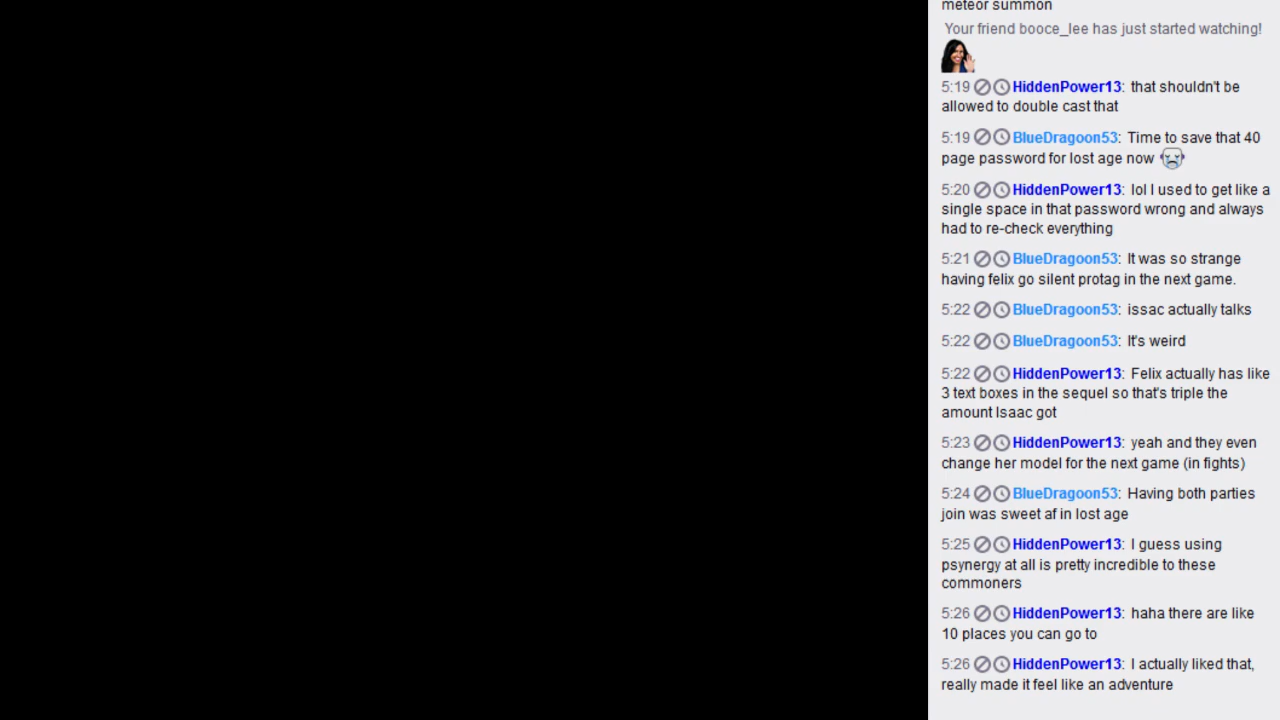 meteor summon
Your friend booce_lee has just started watching!
5:19 HiddenPower13: that shouldn't be
allowed to double cast that
5:19 BlueDragoon53: Time to save that 40
page password for lost age now
5:20 HiddenPower13: lol I used to get like a
single space in that password wrong and always
had to re-check everything
5:21 BlueDragoon53: It was so strange
having felix go silent protag in the next game.
5:22 BlueDragoon53: issac actually talks
5:22 BlueDragoon53: It's weird
5:22 HiddenPower13: Felix actually has like
3 text boxes in the sequel so that's triple the
amount Isaac got
5:23 HiddenPower13: yeah and they even
change her model for the next game (in fights)
5:24 BlueDragoon53: Having both parties
join was sweet af in lost age
5:25 HiddenPower13: I guess using
psynergy at all is pretty incredible to these
commoners
5:26 HiddenPower13: haha there are like
10 places you can go to
5:26 HiddenPower13: I actually liked that,
really made it feel like an adventure